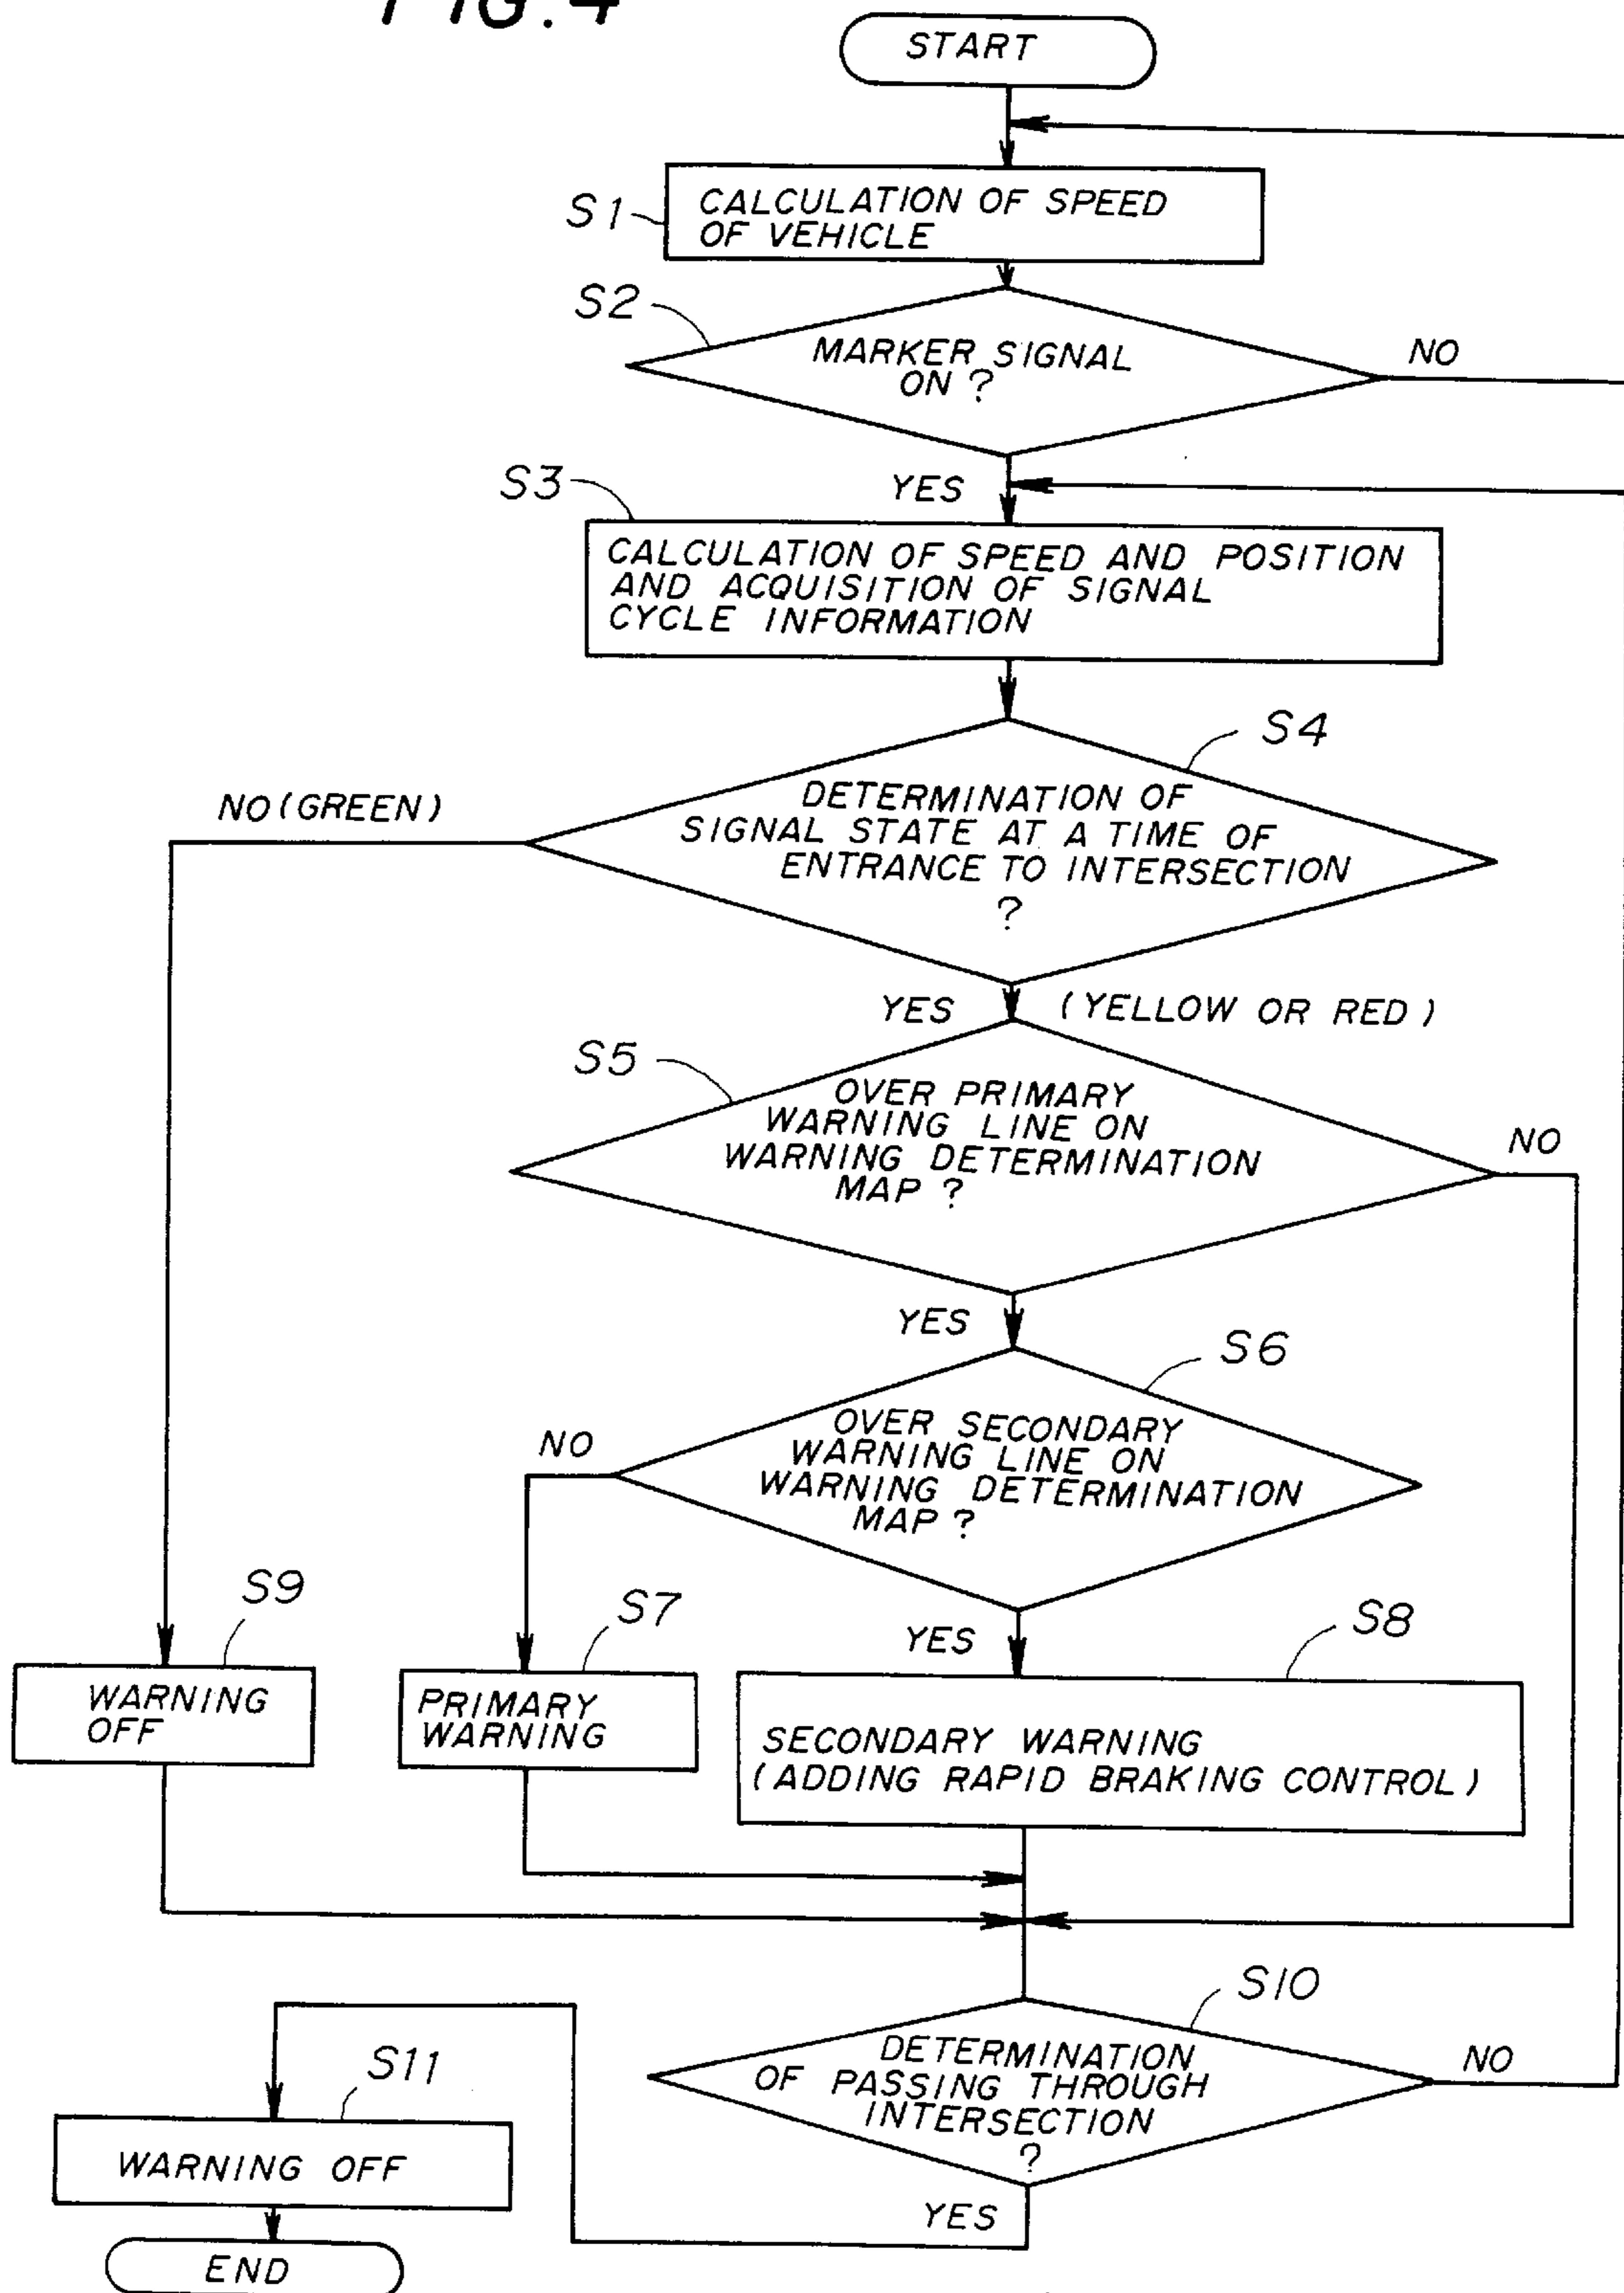 FIG. 4
START
S1
CALCULATION OF SPEED
OF VEHICLE
S2
MARKER SIGNAL
ON ?
NO
YES
S3
CALCULATION OF SPEED AND POSITION
AND ACQUISITION OF SIGNAL
CYCLE INFORMATION
S4
NO (GREEN)
DETERMINATION OF
SIGNAL STATE AT A TIME OF
ENTRANCE TO INTERSECTION
?
YES (YELLOW OR RED)
S5
OVER PRIMARY
WARNING LINE ON
WARNING DETERMINATION
MAP ?
NO
YES
S6
OVER SECONDARY
WARNING LINE ON
WARNING DETERMINATION
MAP ?
NO
YES
S9
WARNING
OFF
S7
PRIMARY
WARNING
S8
SECONDARY WARNING
(ADDING RAPID BRAKING CONTROL)
S10
DETERMINATION
OF PASSING THROUGH
INTERSECTION
?
NO
YES
S11
WARNING OFF
END